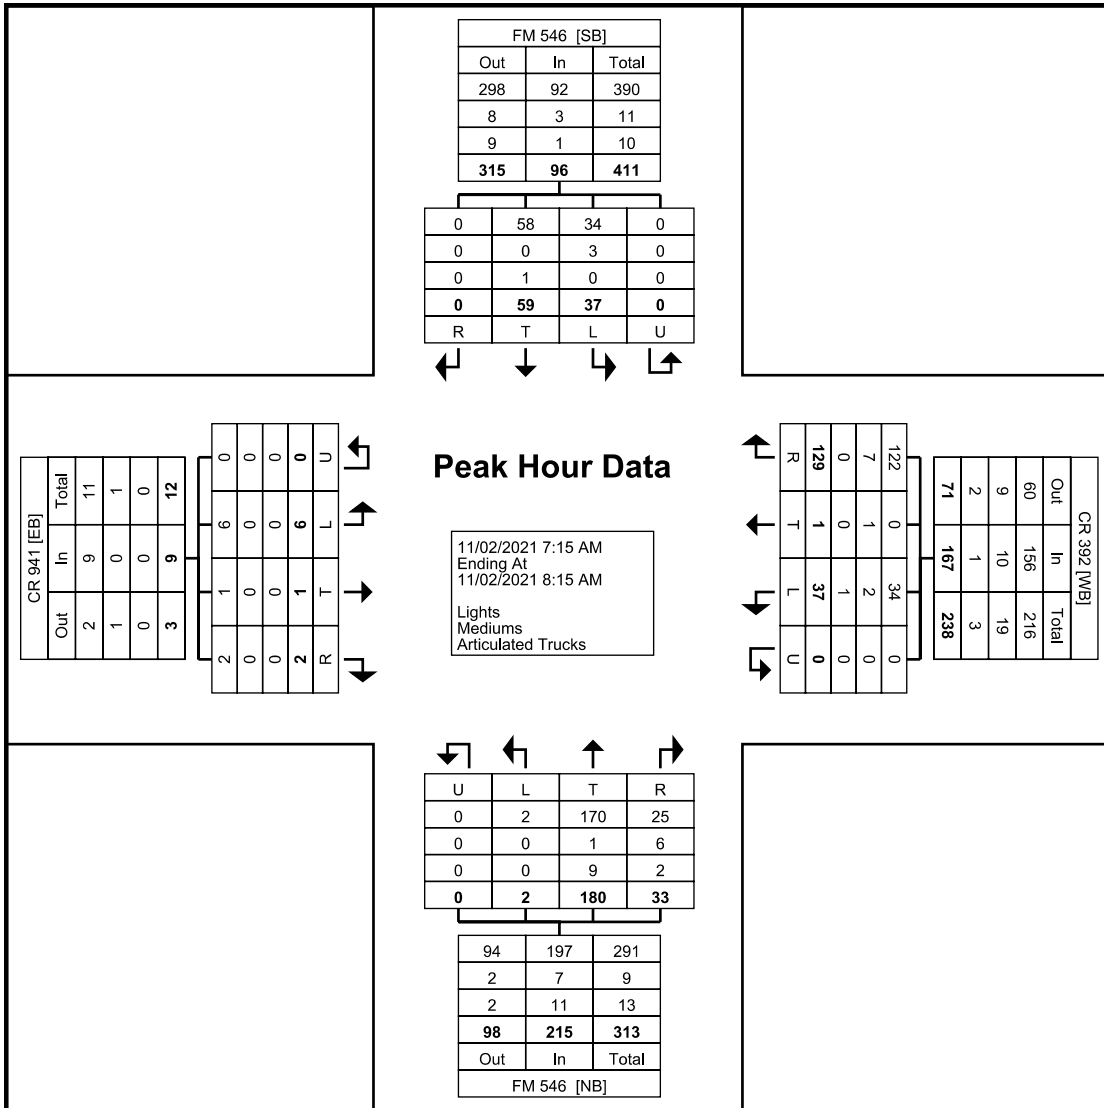 FM 546 [SB]
Out In Total
298 92 390
8 3 11
9 1 10
315 96 411
0 58 34 0
0 0 3 0
0 1 0 0
0 59 37 0
R T L U
CR 941 [EB]
Total In Out
11 9 2
1 0 1
0 0 0
12 9 3
0 6 1 2
0 0 0 0
0 0 0 0
0 6 1 2
U L T R
Peak Hour Data
11/02/2021 7:15 AM
Ending At
11/02/2021 8:15 AM
Lights
Mediums
Articulated Trucks
CR 392 [WB]
Out In Total
60 156 216
9 10 19
2 1 3
71 167 238
122 0 34 0
7 1 2 0
0 0 1 0
129 1 37 0
R T L U
U L T R
0 2 170 25
0 0 1 6
0 0 9 2
0 2 180 33
94 197 291
2 7 9
2 11 13
98 215 313
Out In Total
FM 546 [NB]